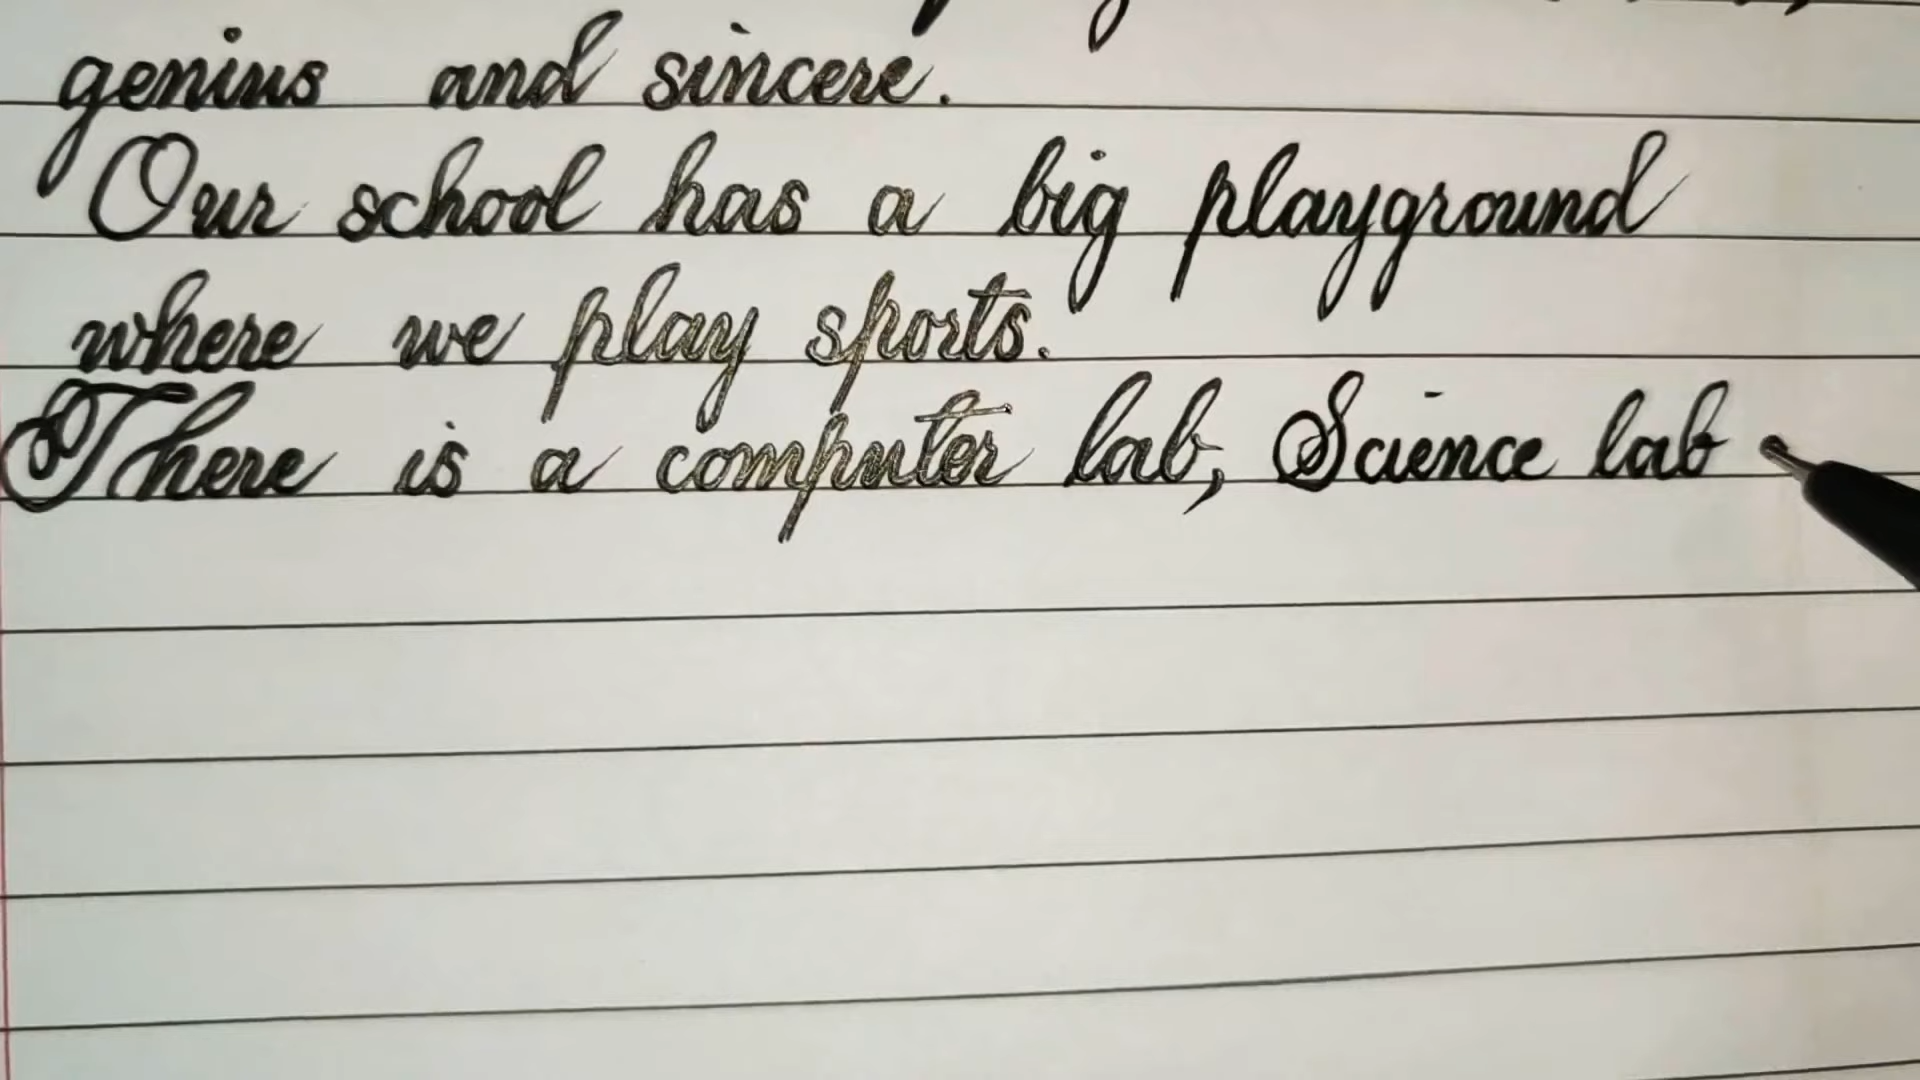 genius and sincere.
Our school has a big playground
where we play sports.
There is a computer lab, Science lab